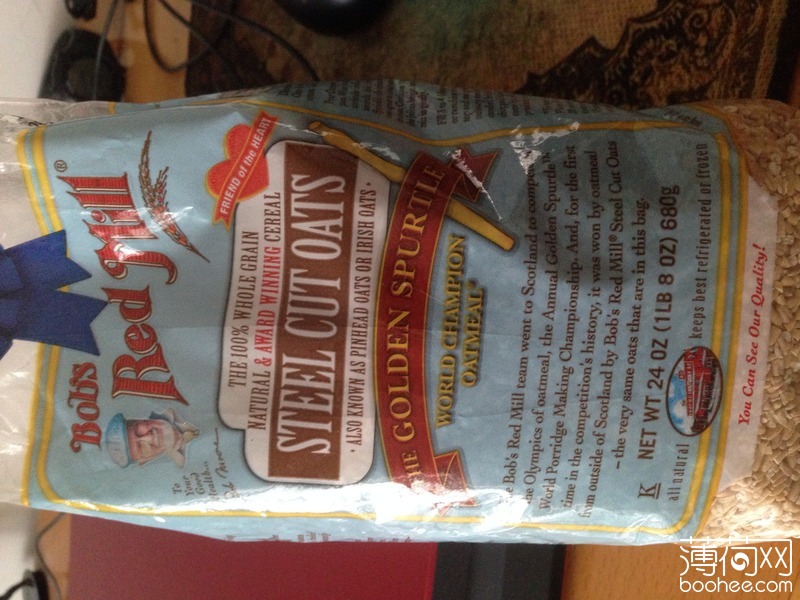 Bob's
Red Mill®
To
Your
Good
Health...
FRIEND of the HEART
THE 100% WHOLE GRAIN
NATURAL & AWARD WINNING CEREAL
STEEL CUT OATS
• ALSO KNOWN AS PINHEAD OATS OR IRISH OATS •
THE GOLDEN SPURTLE
WORLD CHAMPION
OATMEAL
The Bob's Red Mill team went to Scotland to compete
the Olympics of oatmeal, the Annual Golden Spurtle™
World Porridge Making Championship. And, for the first
time in the competition's history, it was won by oatmeal
from outside of Scotland by Bob's Red Mill® Steel Cut Oats
– the very same oats that are in this bag.
K NET WT 24 OZ (1LB 8 OZ) 680g
all natural keeps best refrigerated or frozen
You Can See Our Quality!
薄荷网
boohee.com